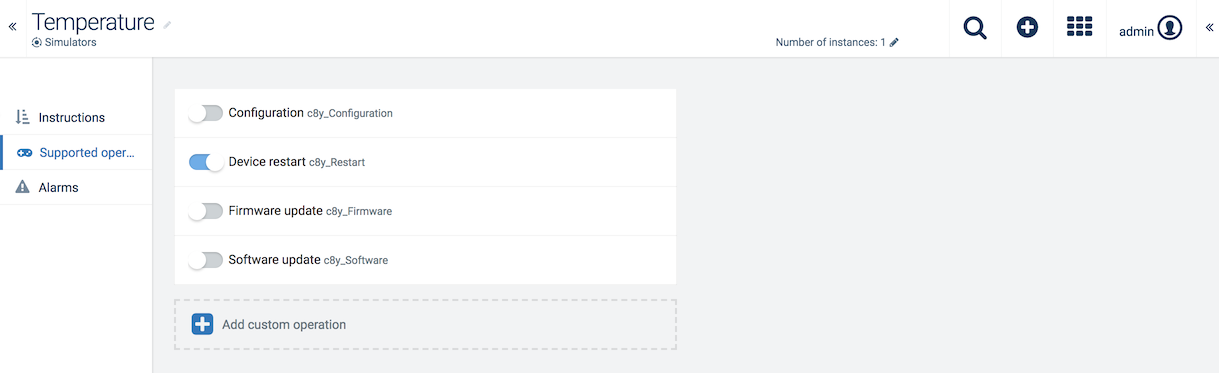 Temperature
Simulators
Number of instances: 1
admin
Instructions
Supported oper...
Alarms
Configuration c8y_Configuration
Device restart c8y_Restart
Firmware update c8y_Firmware
Software update c8y_Software
Add custom operation